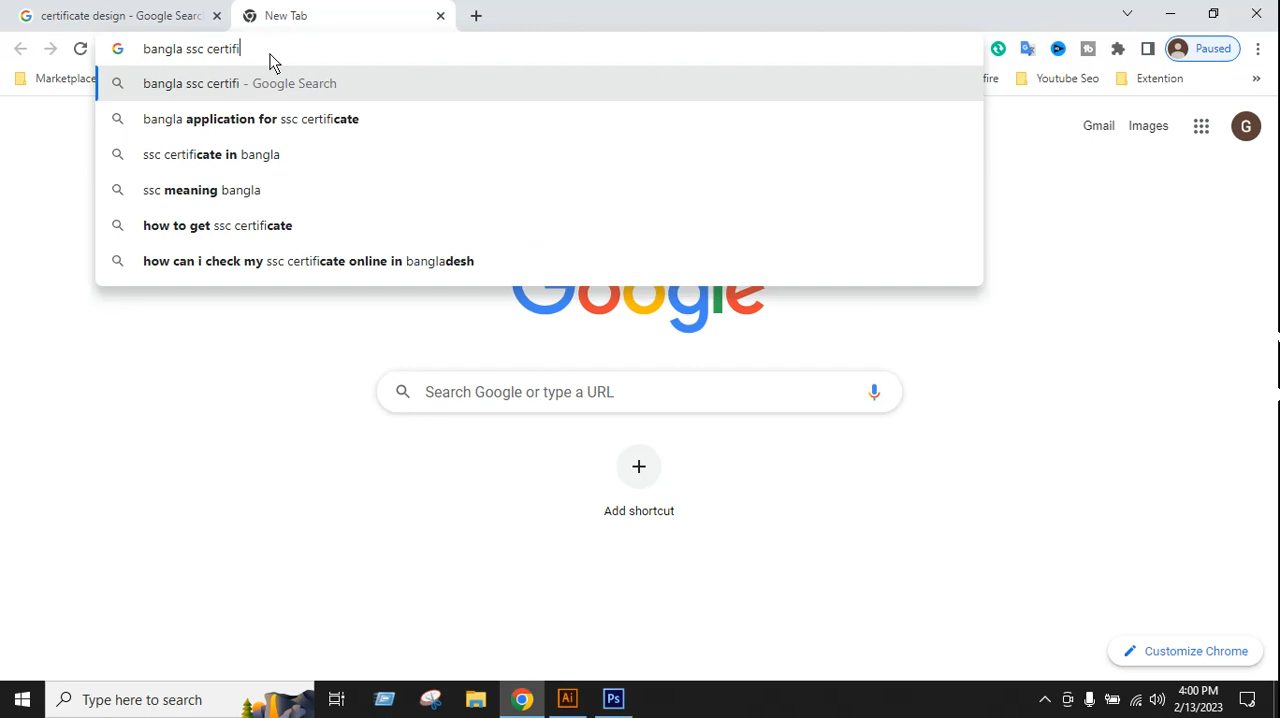 certificate design - Google Searc
New Tab
bangla ssc certifi
Paused
Marketplace
fire
Youtube Seo
Extention
»
bangla ssc certifi - Google Search
bangla application for ssc certificate
ssc certificate in bangla
ssc meaning bangla
how to get ssc certificate
how can i check my ssc certificate online in bangladesh
Gmail
Images
G
Google
Search Google or type a URL
Add shortcut
Customize Chrome
Type here to search
Ai
Ps
4:00 PM
2/13/2023